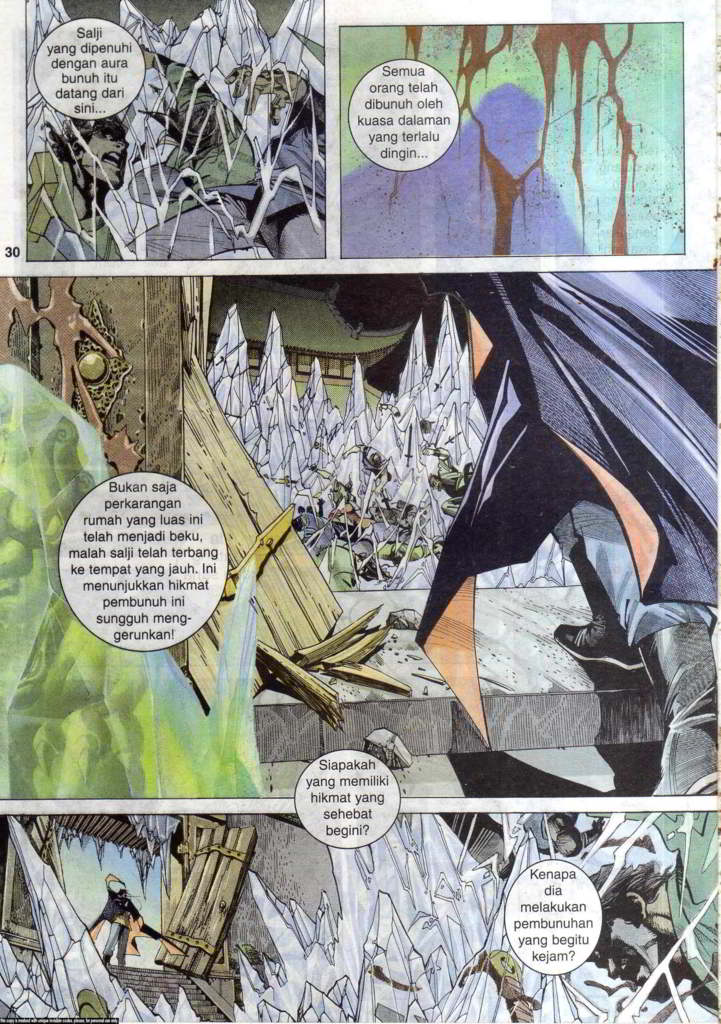 Salji
yang dipenuhi
dengan aura
bunuh itu
datang dari
sini...
Semua
orang telah
dibunuh oleh
kuasa dalaman
yang terlalu
dingin...
30
Bukan saja
perkarangan
rumah yang luas ini
telah menjadi beku,
malah salji telah terbang
ke tempat yang jauh. Ini
menunjukkan hikmat
pembunuh ini
sungguh meng-
gerunkan!
Siapakah
yang memiliki
hikmat yang
sehebat
begini?
Kenapa
dia
melakukan
pembunuhan
yang begitu
kejam?